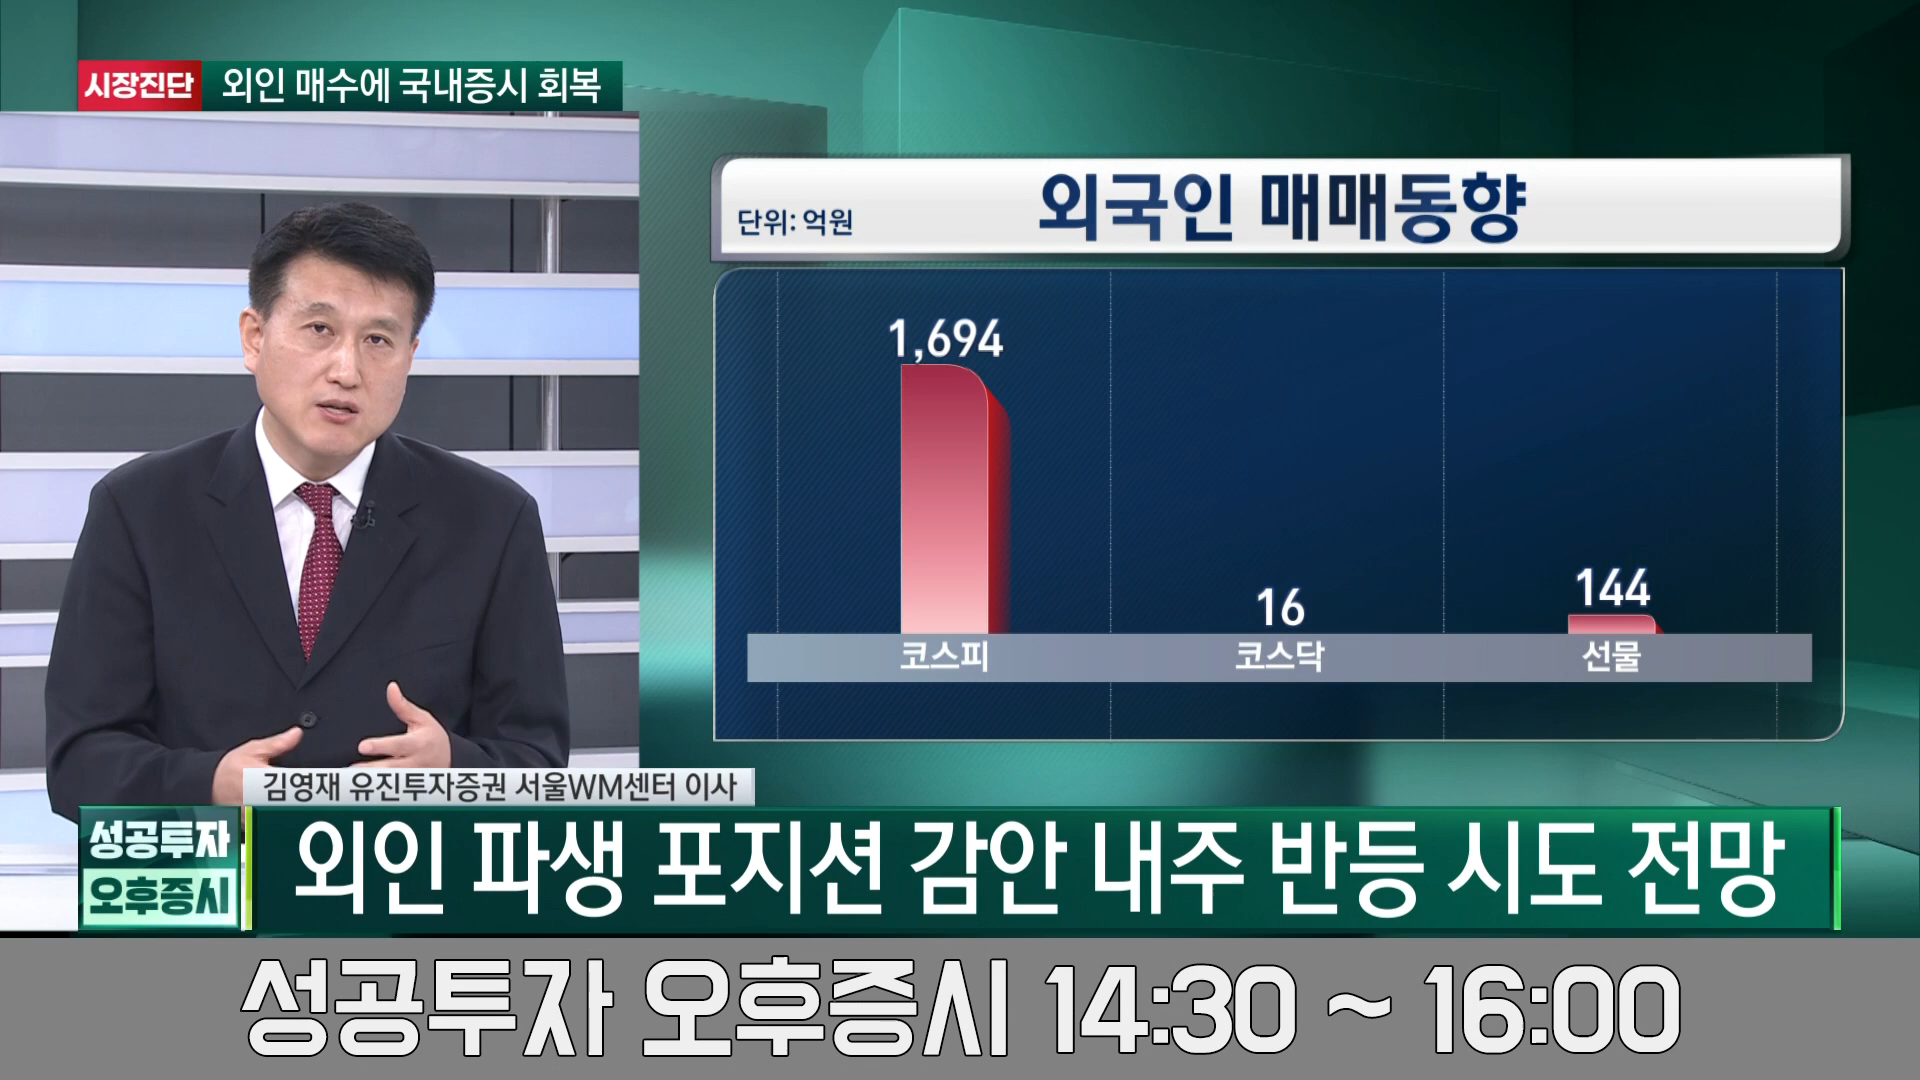 시장진단 외인 매수에 국내증시 회복
단위: 억원
외국인 매매동향
1,694
16
144
코스피
코스닥
선물
김영재 유진투자증권 서울WM센터 이사
성공투자
오후증시
외인 파생 포지션 감안 내주 반등 시도 전망
성공투자 오후증시 14:30 ~ 16:00